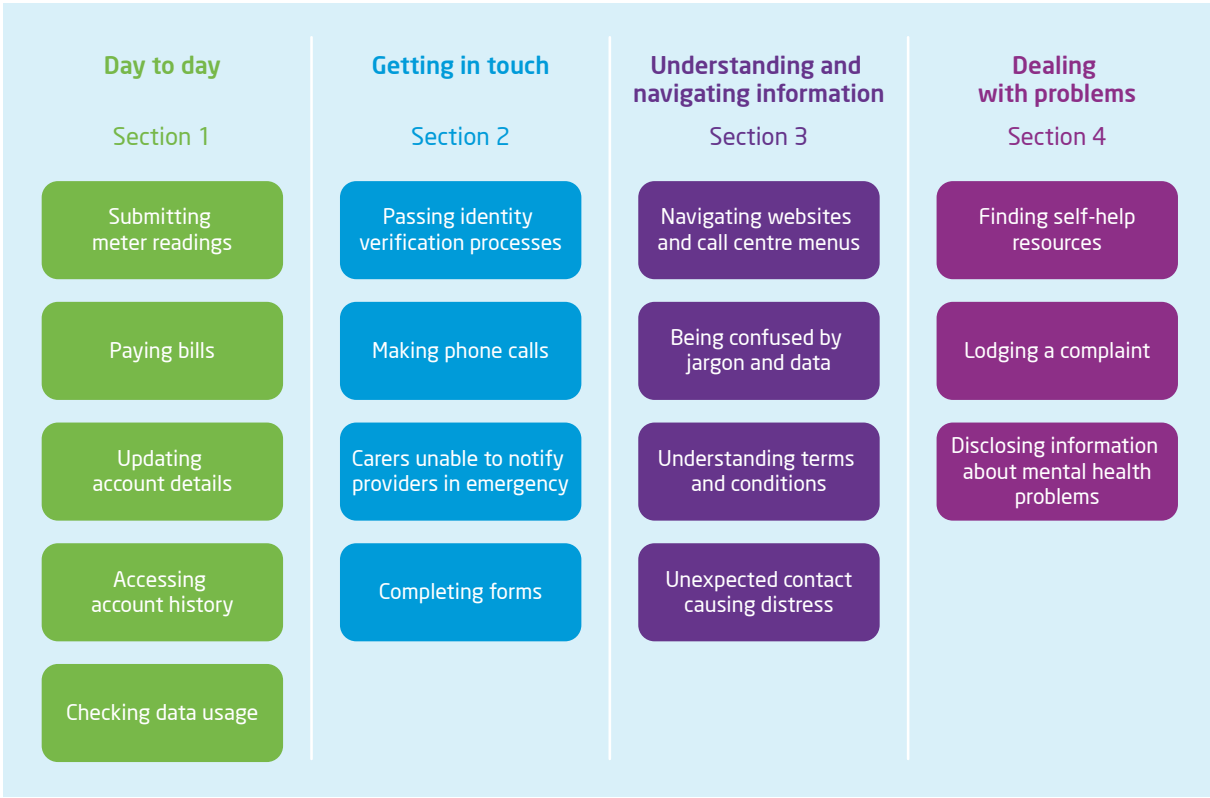 Day to day
Section 1
Submitting
meter readings
Paying bills
Updating
account details
Accessing
account history
Checking data usage
Getting in touch
Section 2
Passing identity
verification processes
Making phone calls
Carers unable to notify
providers in emergency
Completing forms
Understanding and
navigating information
Section 3
Navigating websites
and call centre menus
Being confused by
jargon and data
Understanding terms
and conditions
Unexpected contact
causing distress
Dealing
with problems
Section 4
Finding self-help
resources
Lodging a complaint
Disclosing information
about mental health
problems